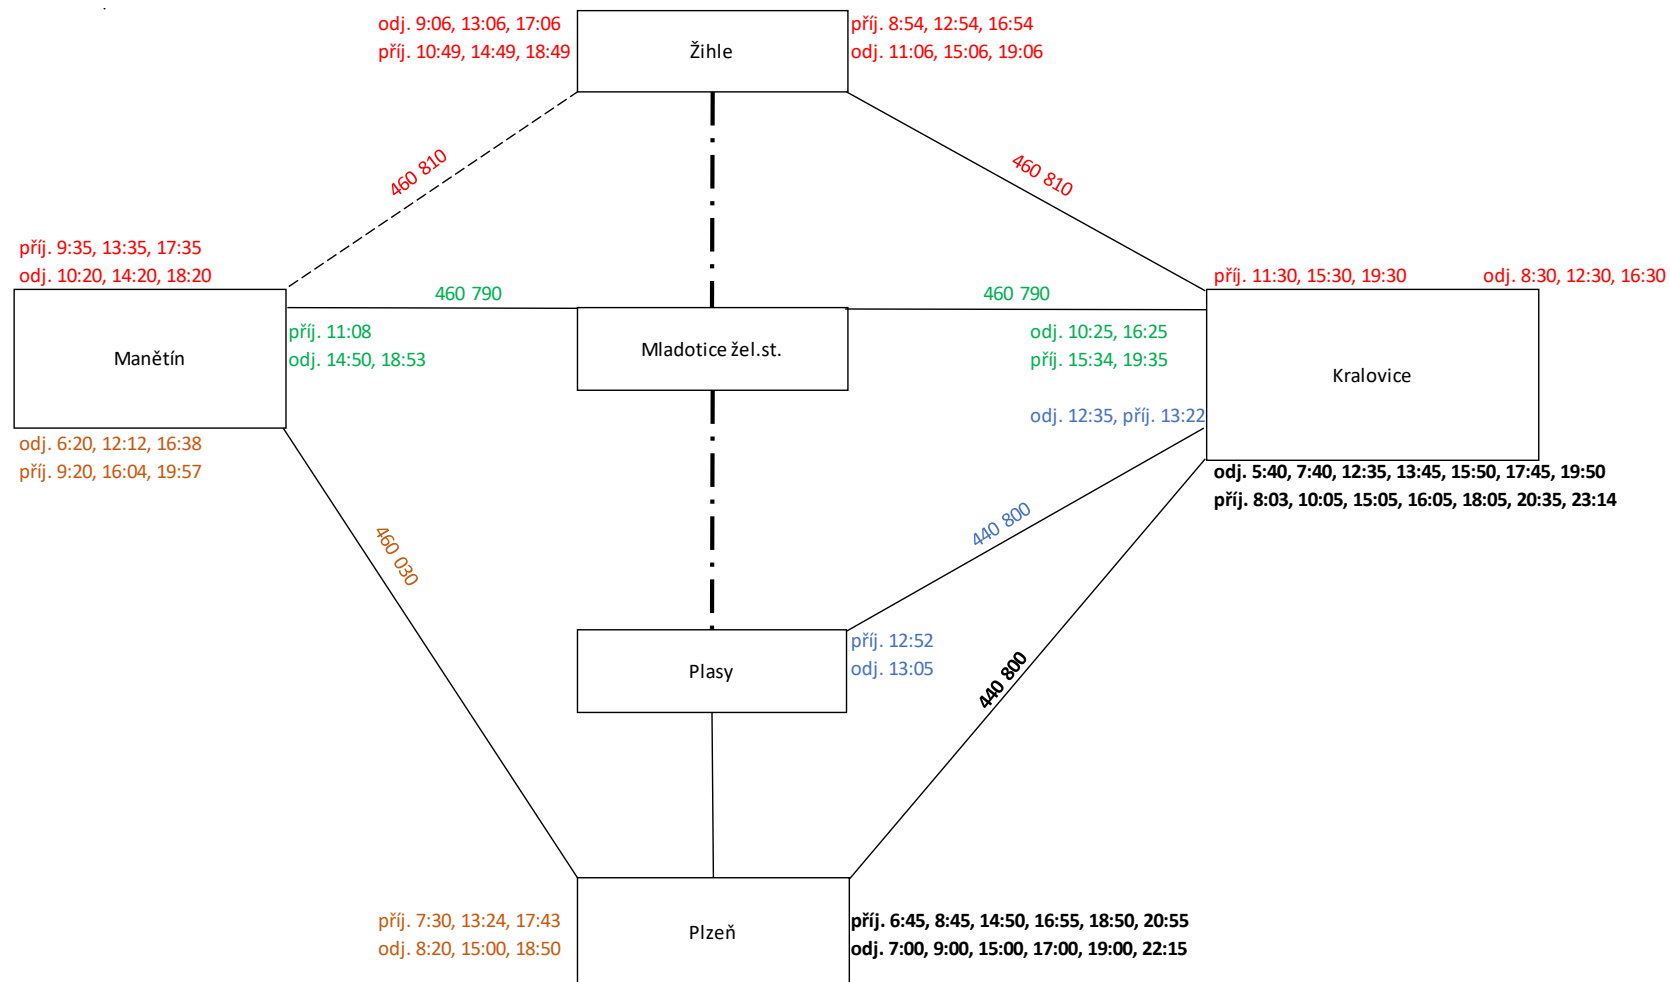 odj. 9:06, 13:06, 17:06
příj. 10:49, 14:49, 18:49
Žihle
příj. 8:54, 12:54, 16:54
odj. 11:06, 15:06, 19:06
460 810
460 810
příj. 9:35, 13:35, 17:35
odj. 10:20, 14:20, 18:20
příj. 11:30, 15:30, 19:30
odj. 8:30, 12:30, 16:30
460 790
460 790
Manětín
příj. 11:08
odj. 14:50, 18:53
Mladotice žel.st.
odj. 10:25, 16:25
příj. 15:34, 19:35
Kralovice
odj. 12:35, příj. 13:22
odj. 6:20, 12:12, 16:38
příj. 9:20, 16:04, 19:57
odj. 5:40, 7:40, 12:35, 13:45, 15:50, 17:45, 19:50
příj. 8:03, 10:05, 15:05, 16:05, 18:05, 20:35, 23:14
460 030
440 800
Plasy
příj. 12:52
odj. 13:05
440 800
příj. 7:30, 13:24, 17:43
odj. 8:20, 15:00, 18:50
Plzeň
příj. 6:45, 8:45, 14:50, 16:55, 18:50, 20:55
odj. 7:00, 9:00, 15:00, 17:00, 19:00, 22:15